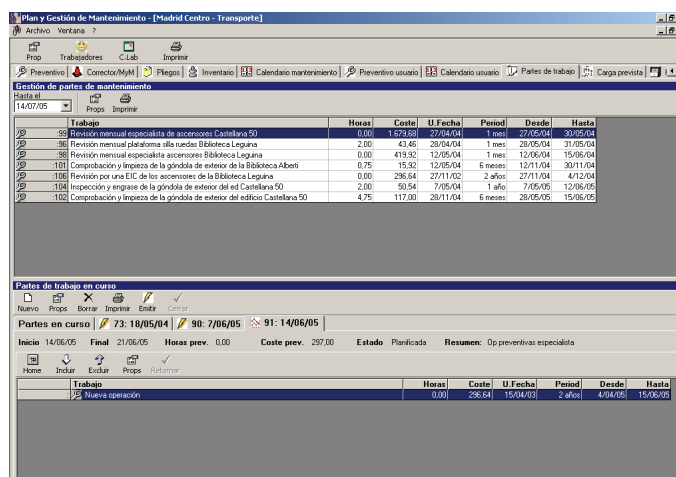 Plan y Gestión de Mantenimiento - [Madrid Centro - Transporte]
Archivo Ventana ?
Prop Trabajadores C.Lab Imprimir
Preventivo Corrector/MyM Pliegos Inventario Calendario mantenimiento Preventivo usuario Calendario usuario Partes de trabajo Carga prevista
Gestión de partes de mantenimiento
Hasta el
14/07/05 Props Imprimir
Trabajo Horas Coste U.Fecha Period Desde Hasta
:99 Revisión mensual especialista de ascensores Castellana 50 0,00 1.679,68 27/04/04 1 mes 27/05/04 30/05/04
:96 Revisión mensual plataforma silla ruedas Biblioteca Leguina 2,00 43,46 28/04/04 1 mes 28/05/04 31/05/04
:98 Revisión mensual especialista ascensores Biblioteca Leguina 0,00 419,92 12/05/04 1 mes 12/06/04 15/06/04
:101 Comprobación y limpieza de la góndola de exterior de la Biblioteca Alberti 0,75 15,92 12/05/04 6 meses 12/11/04 30/11/04
:106 Revisión por una EIC de los ascensores de la Biblioteca Leguina 0,00 296,64 27/11/02 2 años 27/11/04 4/12/04
:104 Inspección y engrase de la góndola de exterior del ed Castellana 50 2,00 50,54 7/05/04 1 año 7/05/05 12/06/05
:102 Comprobación y limpieza de la góndola de exterior del edificio Castellana 50 4,75 117,00 28/11/04 6 meses 28/05/05 15/06/05
Partes de trabajo en curso
Nuevo Props Borrar Imprimir Emitir Cerrar
Partes en curso 73: 18/05/04 90: 7/06/05 91: 14/06/05
Inicio 14/06/05 Final 21/06/05 Horas prev. 0,00 Coste prev. 297,00 Estado Planificada Resumen: Op preventivas especialista
Home Incluir Excluir Props Retornar
Trabajo Horas Coste U.Fecha Period Desde Hasta
: Nueva operación 0,00 296,64 15/04/03 2 años 4/04/05 15/06/05